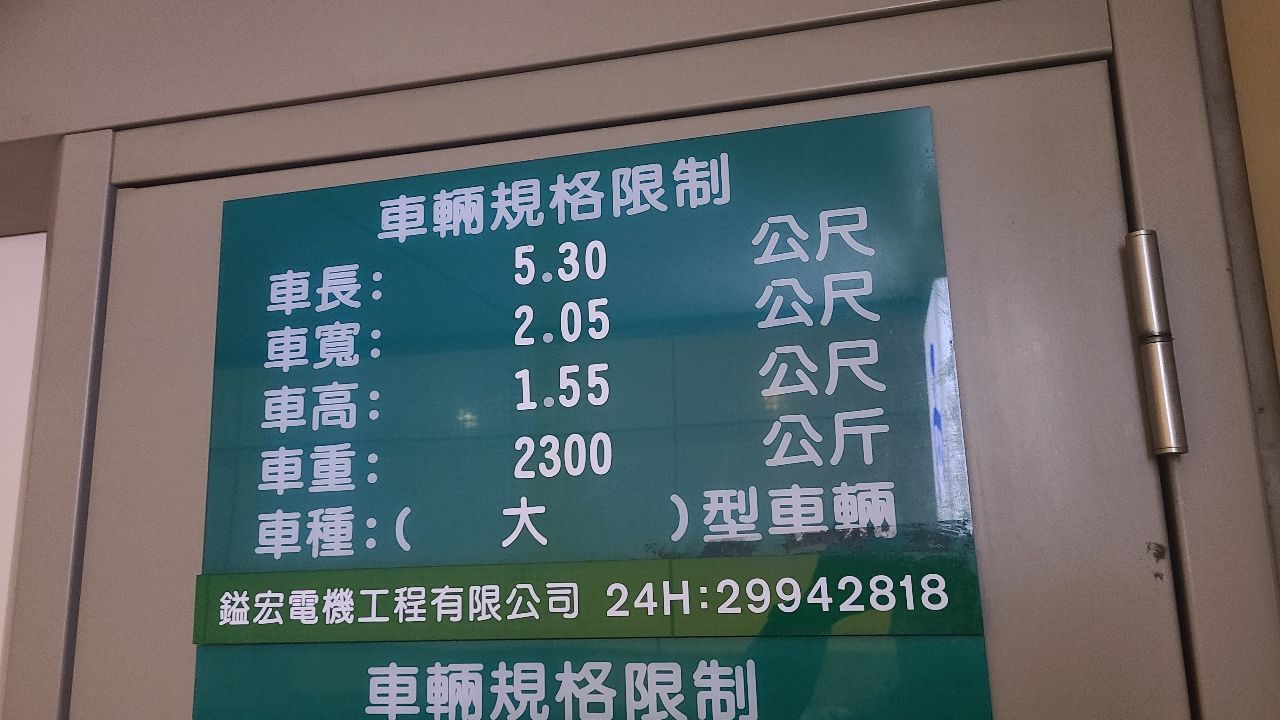 車輛規格限制
車長: 5.30 公尺
車寬: 2.05 公尺
車高: 1.55 公尺
車重: 2300 公斤
車種:( 大 )型車輛
鎰宏電機工程有限公司 24H:29942818
車輛規格限制